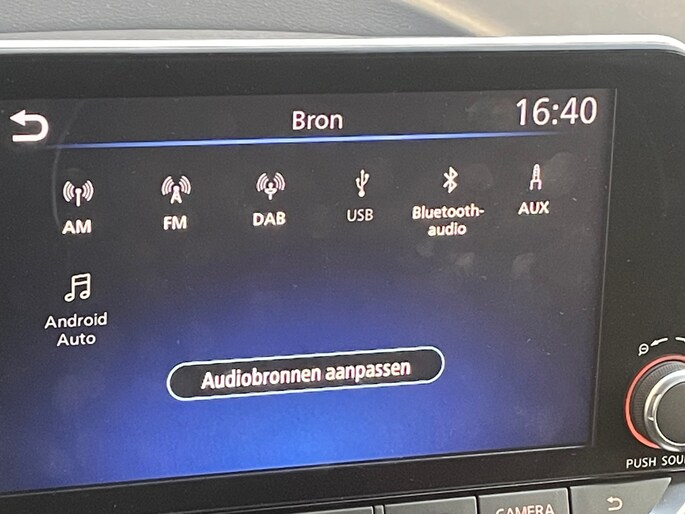 Bron
16:40
AM
FM
DAB
USB
Bluetooth-
audio
AUX
Android
Auto
Audiobronnen aanpassen
PUSH SOU
CAMERA